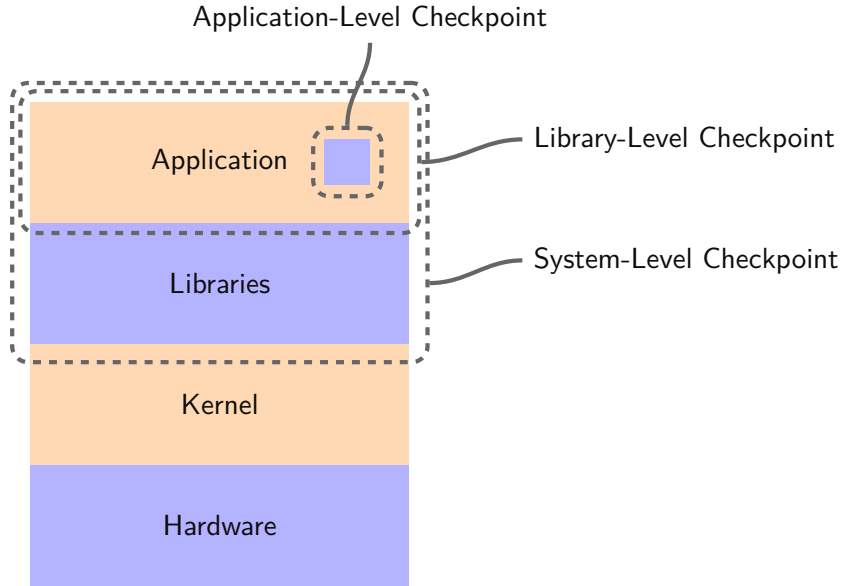 Application-Level Checkpoint
Application
Library-Level Checkpoint
System-Level Checkpoint
Libraries
Kernel
Hardware